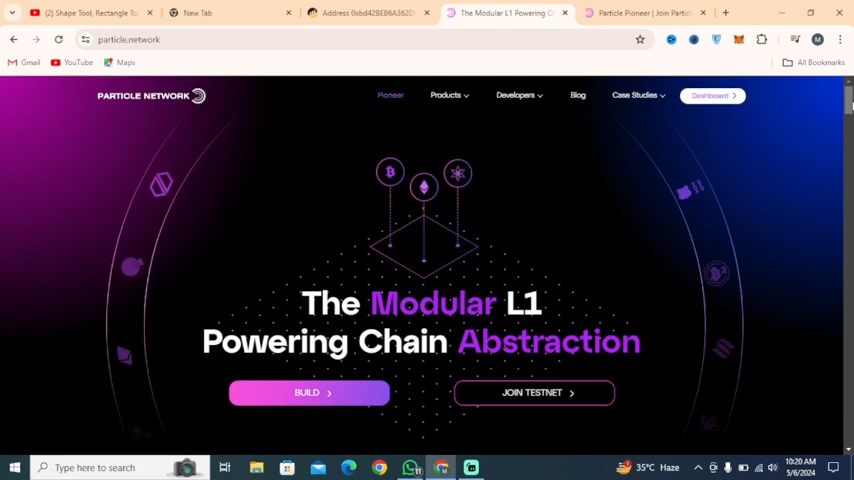 (2) Shape Tool, Rectangle To
New Tab
Address 0xbd42BE86A362D
The Modular L1 Powering C
Particle Pioneer | Join Partic
particle.network
M
Gmail
YouTube
Maps
All Bookmarks
PARTICLE NETWORK
Pioneer
Products
Developers
Blog
Case Studies
Dashboard
The Modular L1
Powering Chain Abstraction
BUILD
JOIN TESTNET
Type here to search
35°C Haze
10:20 AM
5/6/2024